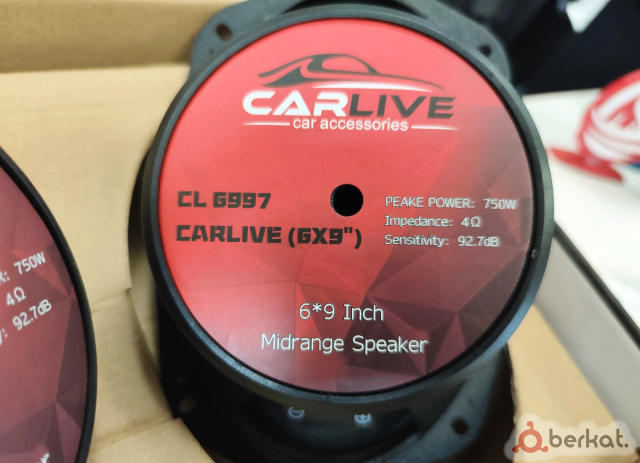 CARLIVE
car accessories
CL 6997
CARLIVE (6X9")
PEAKE POWER: 750W
Impedance: 4Ω
Sensitivity: 92.7dB
6*9 Inch
Midrange Speaker
750W
4Ω
92.7dB
berkat.